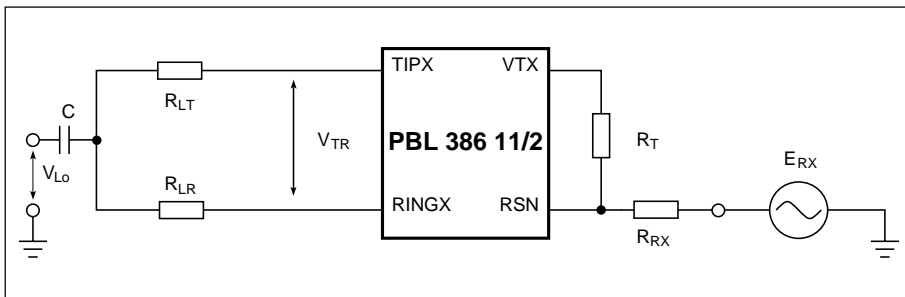 TIPX
VTX
R_LT
C
V_TR
PBL 386 11/2
R_T
E_RX
V_Lo
R_LR
RINGX
RSN
R_RX